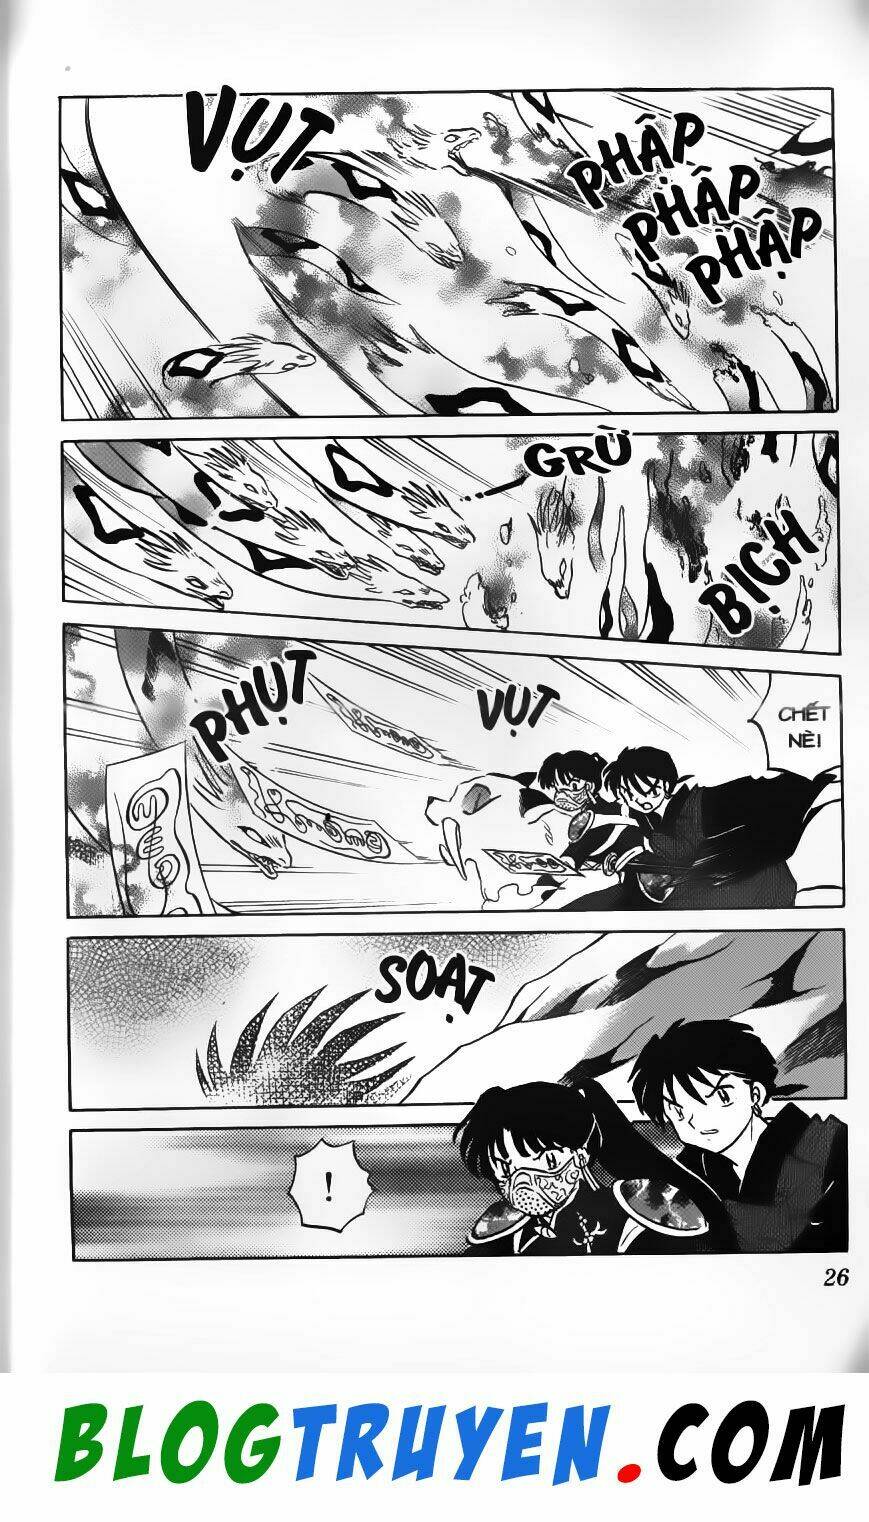 VỤT
PHẬP
PHẬP
PHẬP
GRỪ
BỊCH
PHỤT
VỤT
CHẾT
NÈ!
SOẠT
!
26
BLOGTRUYEN.COM